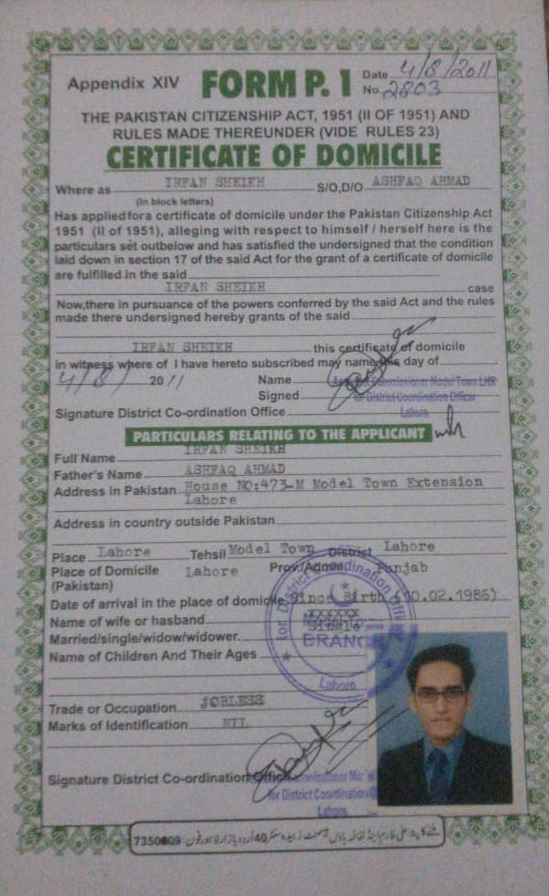 Appendix XIV FORM P. 1 Date 4/8/2011
No 2803
THE PAKISTAN CITIZENSHIP ACT, 1951 (II OF 1951) AND
RULES MADE THEREUNDER (VIDE RULES 23)
CERTIFICATE OF DOMICILE
Where as IRFAN SHEIKH S/O,D/O ASHFAQ AHMAD
(In block letters)
Has applied for a certificate of domicile under the Pakistan Citizenship Act
1951 (II of 1951), alleging with respect to himself / herself here is the
particulars set outbelow and has satisfied the undersigned that the condition
laid down in section 17 of the said Act for the grant of a certificate of domicile
are fulfilled in the said
IRFAN SHEIKH case
Now,there in pursuance of the powers conferred by the said Act and the rules
made there undersigned hereby grants of the said
IRFAN SHEIKH this certificate of domicile
in witness where of I have hereto subscribed may name this day of
4/8/ 2011 Name Commissioner Model Town LHR
Signed for District Coordination Officer
Signature District Co-ordination Office Lahore.
PARTICULARS RELATING TO THE APPLICANT
Full Name IRFAN SHEIKH
Father's Name ASHFAQ AHMAD
Address in Pakistan House NO:473-M Model Town Extension
Lahore
Address in country outside Pakistan
Place Lahore Tehsil Model Town District Lahore
Place of Domicile Lahore Prov/Admn. Punjab
(Pakistan)
Date of arrival in the place of domicile Since Birth (10.02.1986)
Name of wife or hasband xxxxxx
Married/single/widow/widower. Single
Name of Children And Their Ages
for District Coordination Officer
BRANCH
Lahore
Trade or Occupation JOBLESS
Marks of Identification NIL
Signature District Co-ordination Office Commissioner
for District Coordination
Lahore